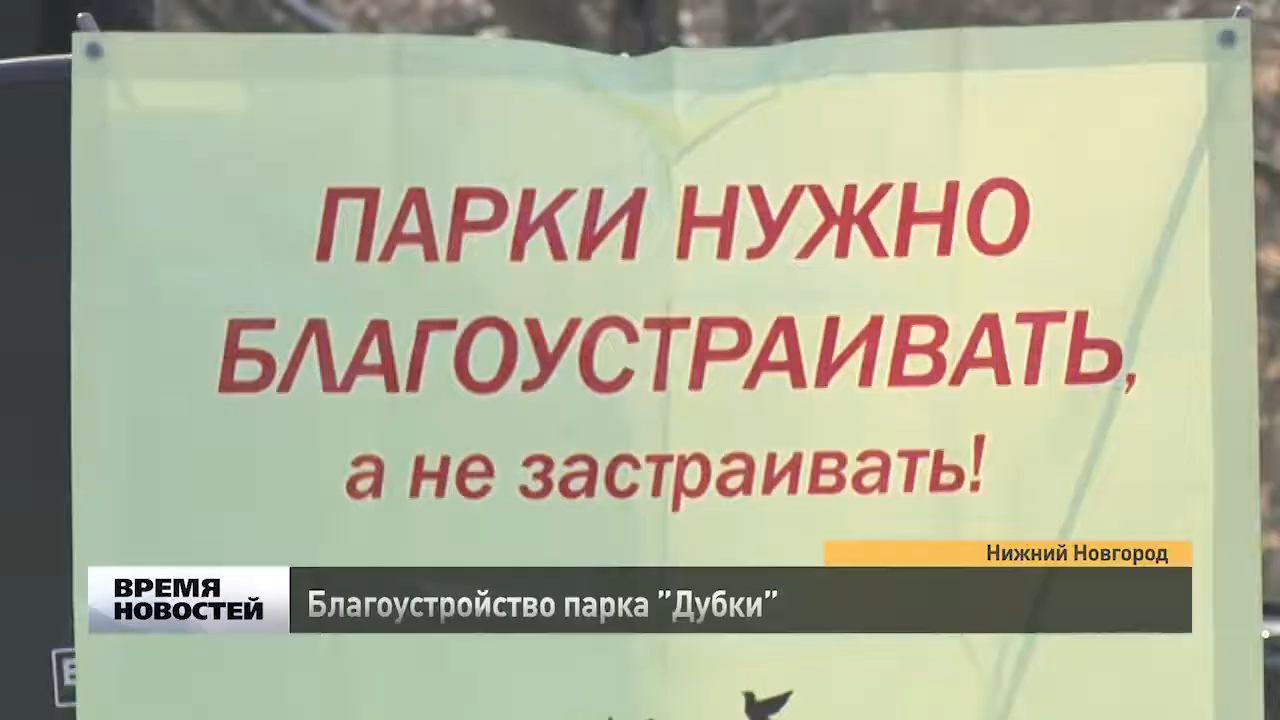 ПАРКИ НУЖНО
БЛАГОУСТРАИВАТЬ,
а не застраивать!
Нижний Новгород
ВРЕМЯ
НОВОСТЕЙ
Благоустройство парка "Дубки"